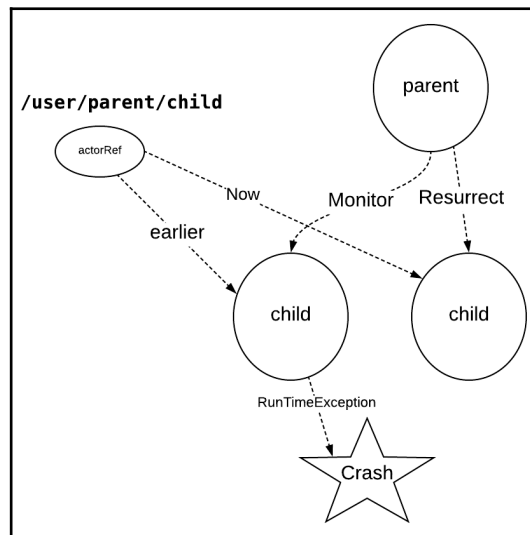 parent
/user/parent/child
actorRef
Now
Monitor
Resurrect
earlier
child
child
RunTimeException
Crash